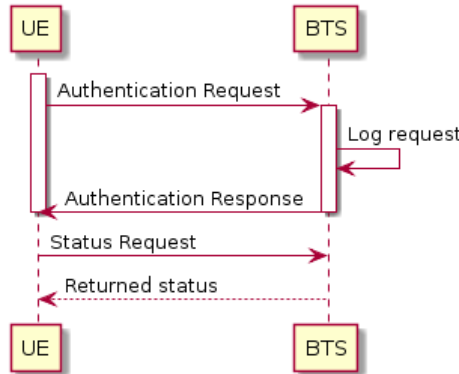 UE BTS
Authentication Request
Log request
Authentication Response
Status Request
Returned status
UE BTS